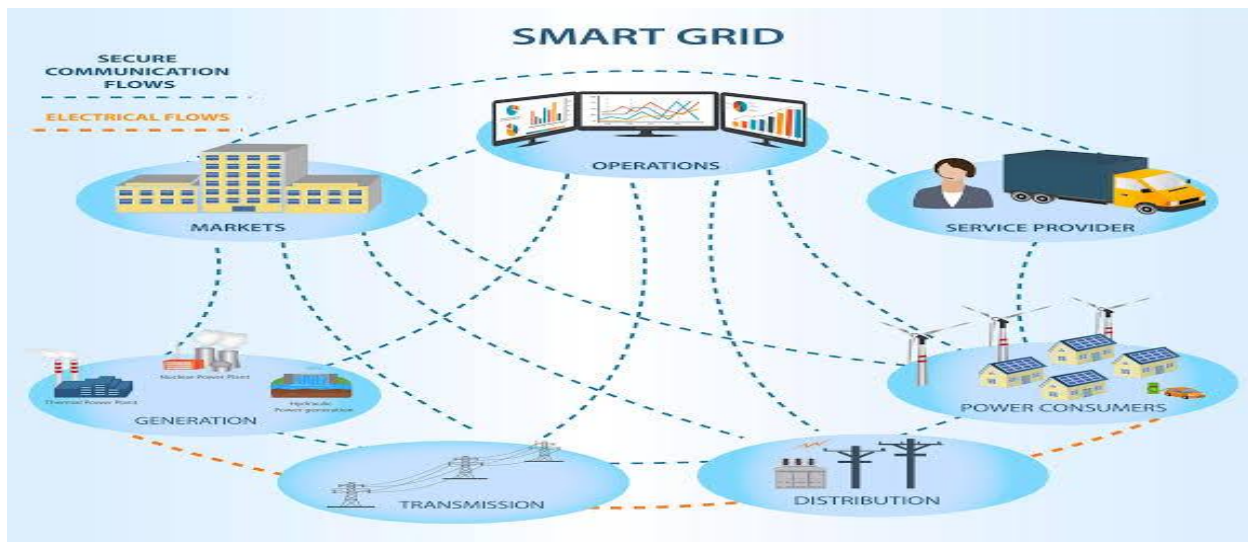 SMART GRID
SECURE
COMMUNICATION
FLOWS
ELECTRICAL FLOWS
OPERATIONS
MARKETS
SERVICE PROVIDER
Nuclear Power Plant
Thermal Power Point
Hydraulic
Power generation
GENERATION
POWER CONSUMERS
TRANSMISSION
DISTRIBUTION